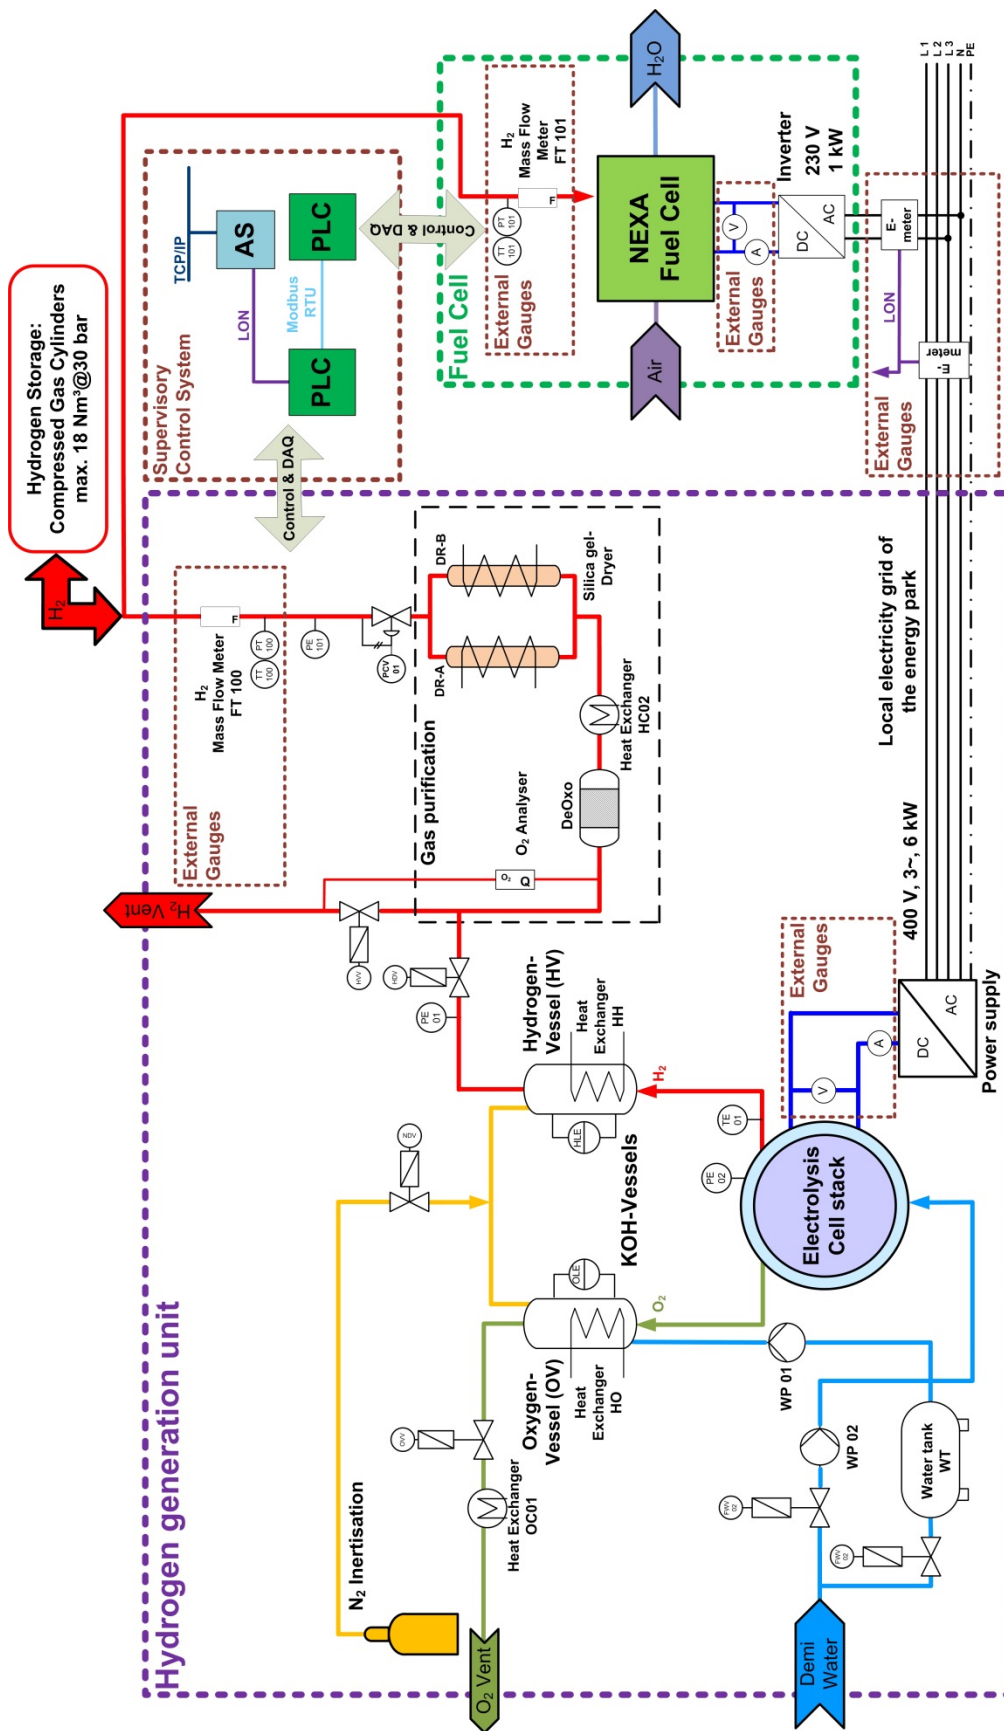 Hydrogen generation unit
N₂ Inertisation
O₂ Vent
Heat Exchanger
OC01
OVV
Oxygen-
Vessel (OV)
Heat
Exchanger
HO
OLE
O₂
Demi
Water
FWV
02
FWV
02
WP 02
WP 01
Water tank
WT
NDV
KOH-Vessels
Hydrogen-
Vessel (HV)
Heat
Exchanger
HH
HLE
H₂
PE
02
TE
01
Electrolysis
Cell stack
V
A
External
Gauges
DC
AC
Power supply
400 V, 3~, 6 kW
Local electricity grid of
the energy park
PE
01
HDV
HVV
H₂ Vent
Gas purification
O₂ Analyser
O₂
Q
DeOxo
Heat Exchanger
HC02
DR-A
DR-B
Silica gel-
Dryer
PCV
01
PE
101
TT
100
PT
100
F
H₂
Mass Flow Meter
FT 100
External
Gauges
H₂
Hydrogen Storage:
Compressed Gas Cylinders
max. 18 Nm³@30 bar
Supervisory
Control System
Control & DAQ
PLC
LON
Modbus
RTU
AS
PLC
TCP/IP
Control & DAQ
Fuel Cell
External
Gauges
TT
101
PT
101
F
H₂
Mass Flow
Meter
FT 101
Air
NEXA
Fuel Cell
H₂O
External
Gauges
V
A
DC
AC
Inverter
230 V
1 kW
External
Gauges
LON
E-
meter
E-
meter
L 1
L 2
L 3
N
PE